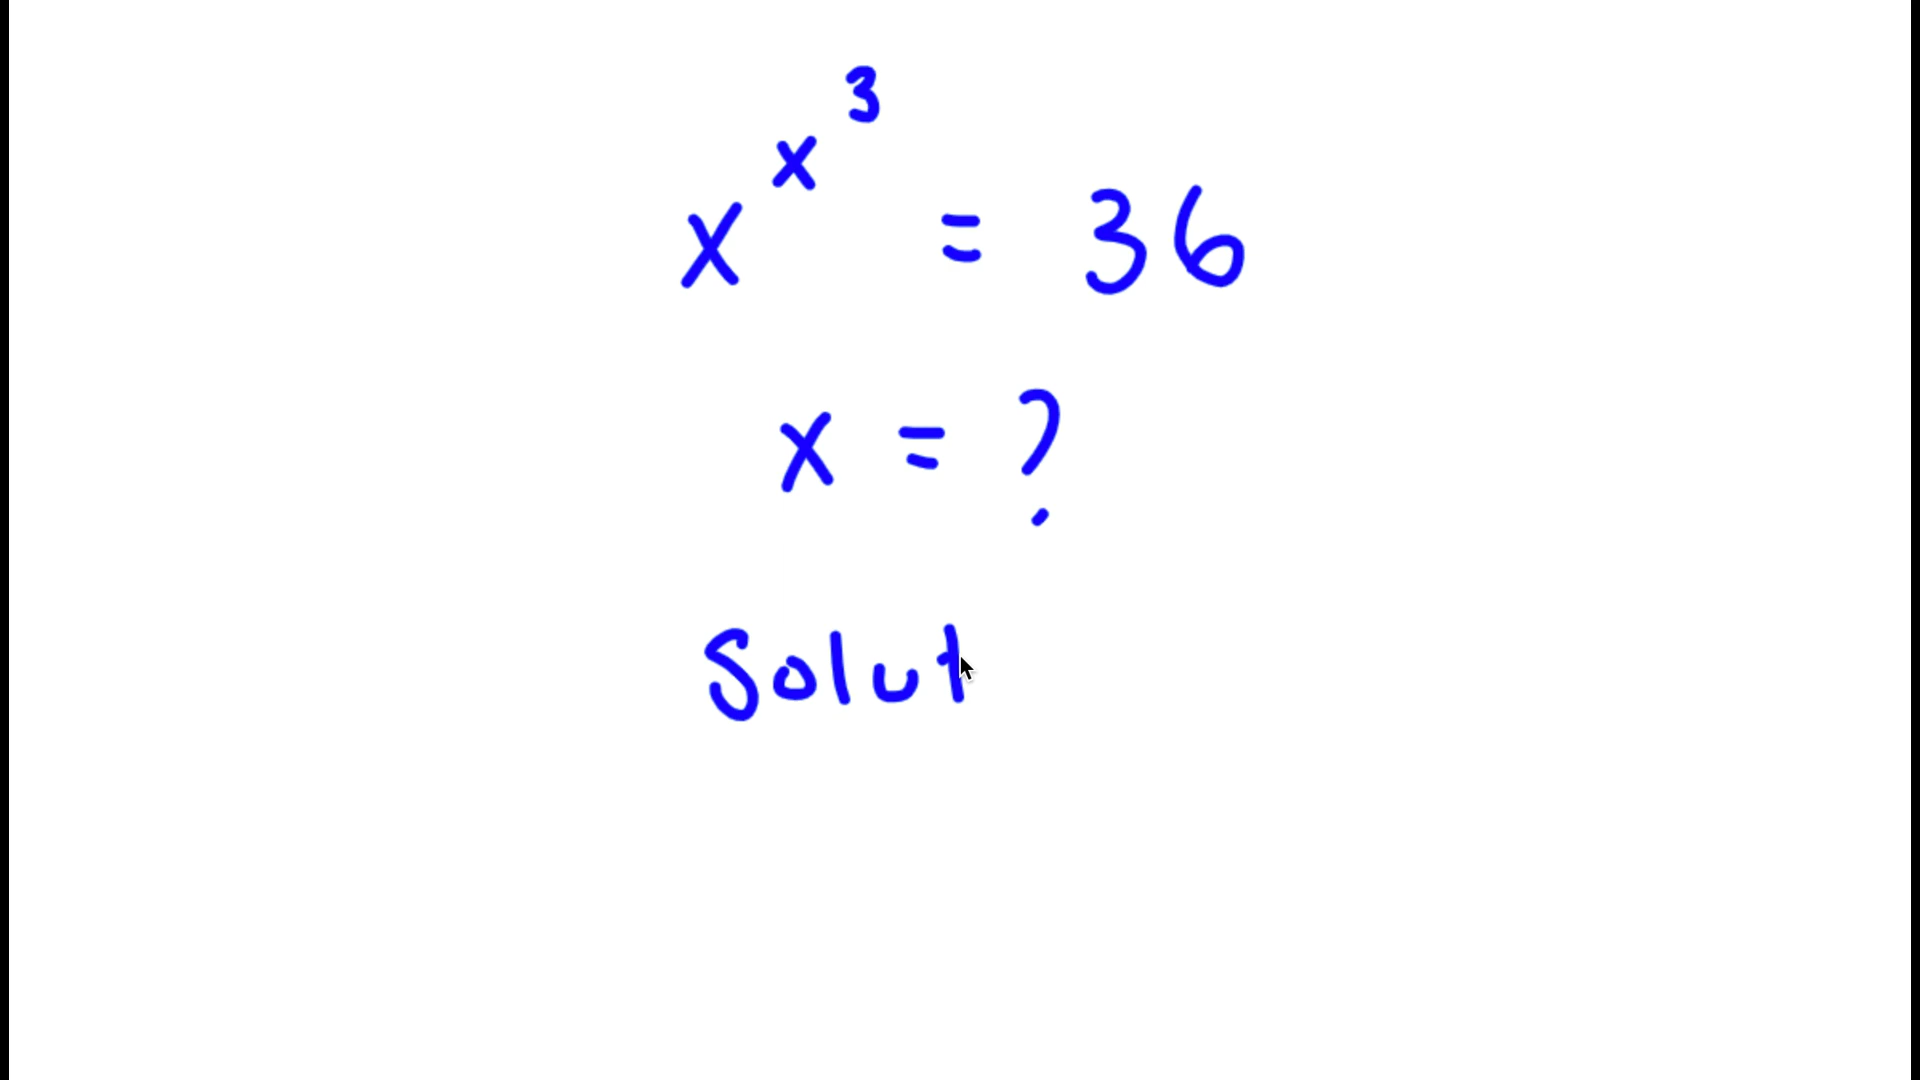 x^{x^3} = 36
x = ?
Solut